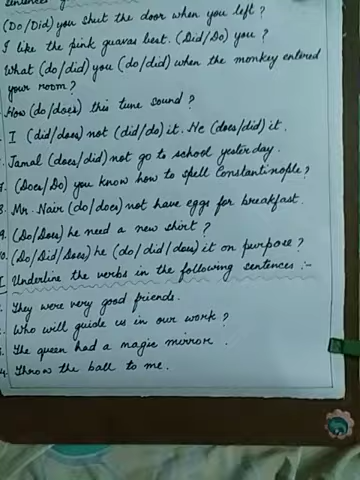 sentences
(Do/Did) you shut the door when you left?
I like the pink guavas best. (Did/Do) you?
What (do/did) you (do/did) when the monkey entered
your room?
How (do/does) this tune sound?
I (did/does) not (did/do) it. He (does/did) it.
Jamal (does/did) not go to school yesterday.
7. (Does/Do) you know how to spell Constantinople?
8. Mr. Nair (do/does) not have eggs for breakfast.
9. (Do/Does) he need a new shirt?
10. (Do/Did/Does) he (do/did/does) it on purpose?
Underline the verbs in the following sentences :-
They were very good friends.
Who will guide us in our work?
The queen had a magic mirror.
4. Throw the ball to me.